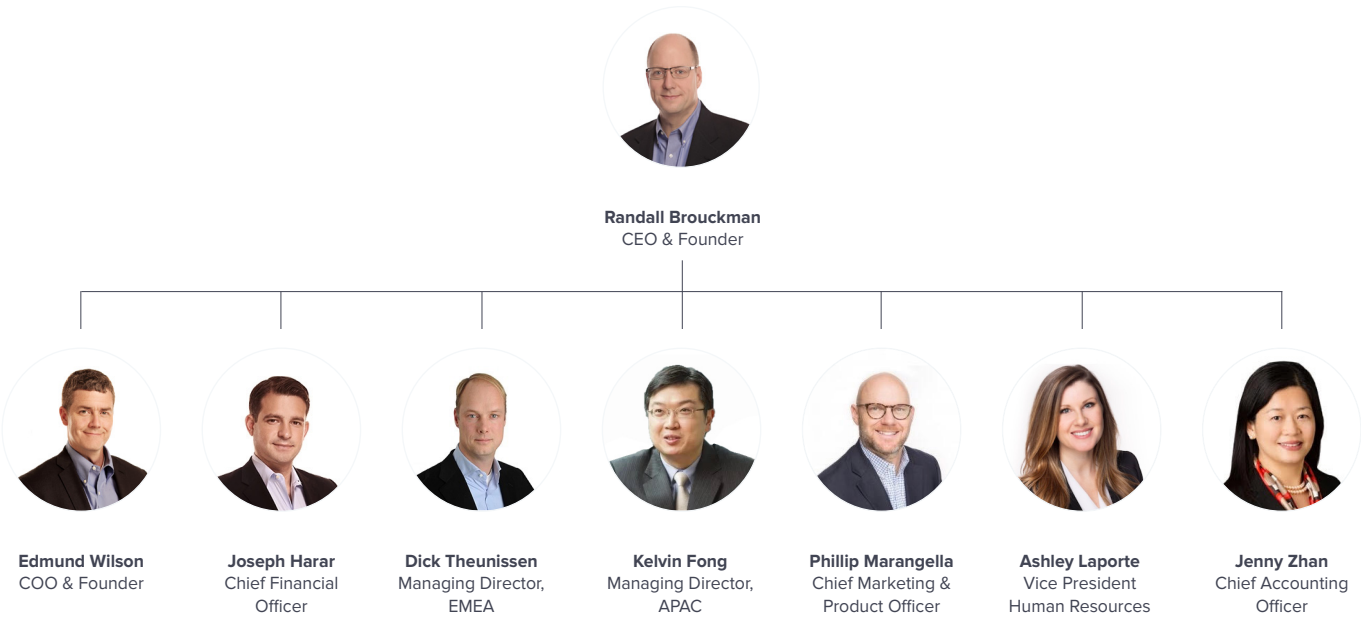 Randall Brouckman
CEO & Founder
Edmund Wilson
COO & Founder
Joseph Harar
Chief Financial
Officer
Dick Theunissen
Managing Director,
EMEA
Kelvin Fong
Managing Director,
APAC
Phillip Marangella
Chief Marketing &
Product Officer
Ashley Laporte
Vice President
Human Resources
Jenny Zhan
Chief Accounting
Officer